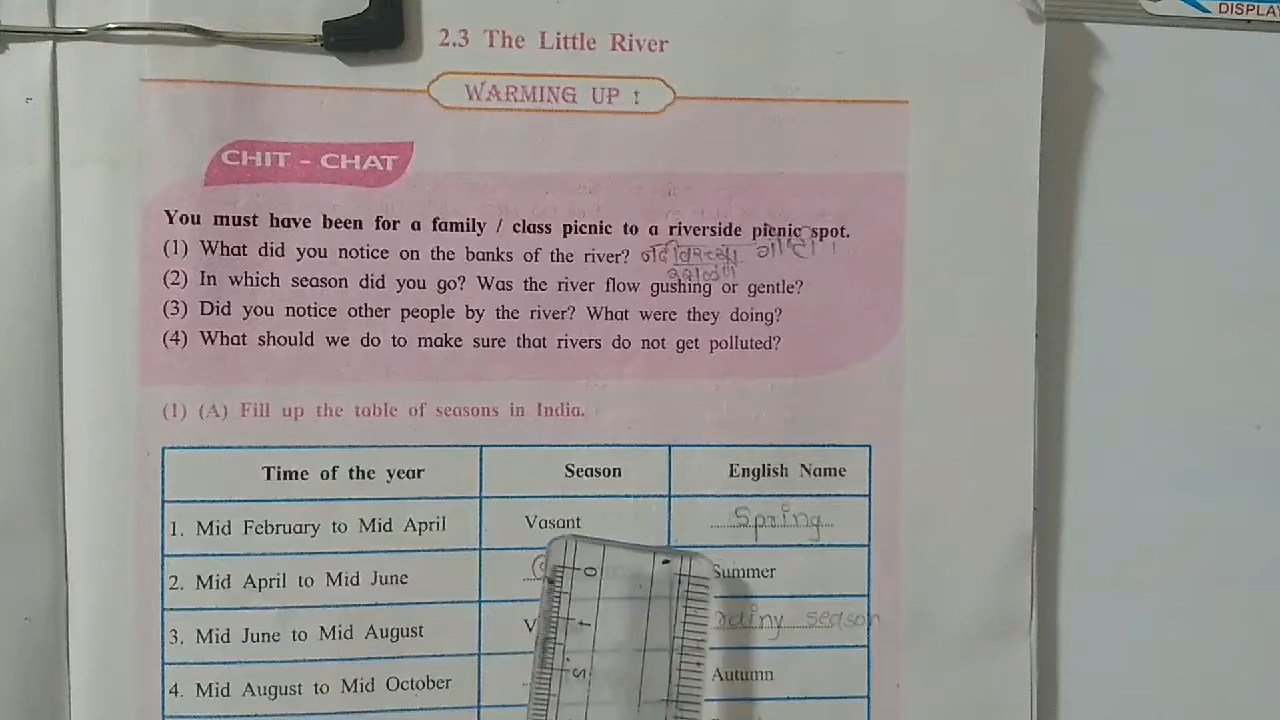 DISPLA
2.3 The Little River
WARMING UP !
CHIT - CHAT
You must have been for a family / class picnic to a riverside picnic spot.
(1) What did you notice on the banks of the river?
(2) In which season did you go? Was the river flow gushing or gentle?
(3) Did you notice other people by the river? What were they doing?
(4) What should we do to make sure that rivers do not get polluted?
(1) (A) Fill up the table of seasons in India.
Time of the year Season English Name
1. Mid February to Mid April Vasant Spring
2. Mid April to Mid June Summer
3. Mid June to Mid August V rainy season
4. Mid August to Mid October Autumn
0
1